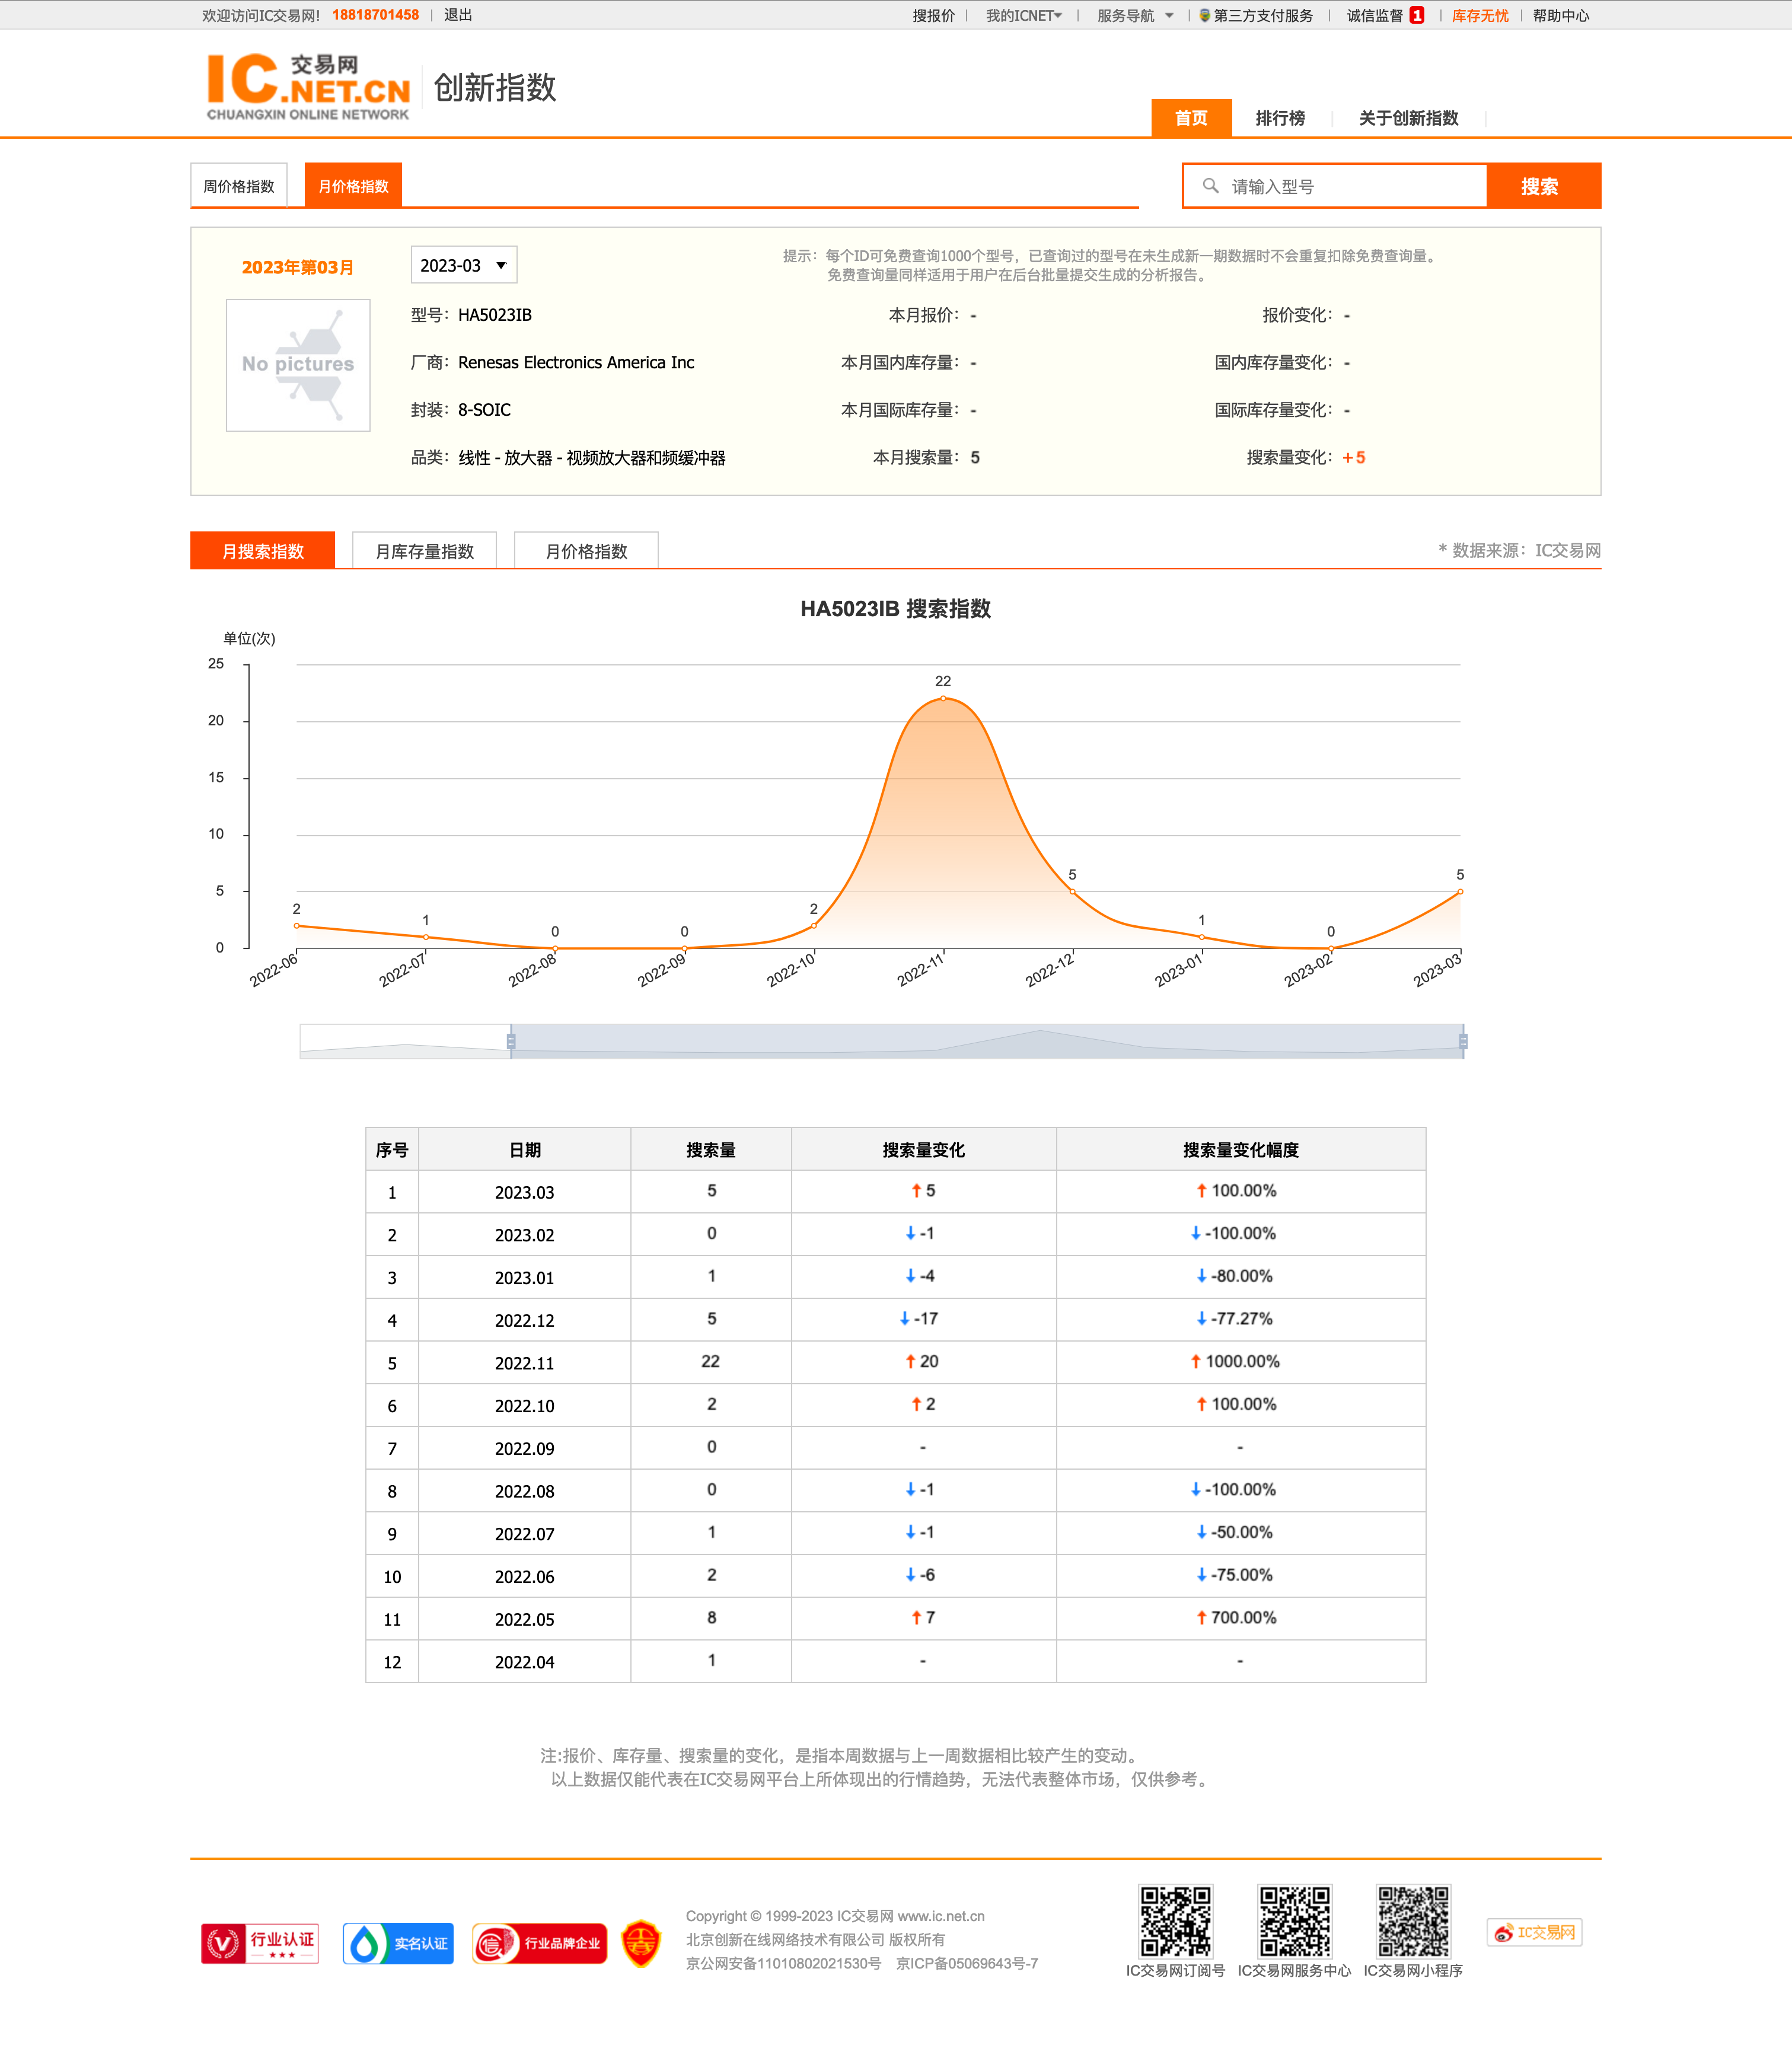 欢迎访问IC交易网! 18818701458 | 退出 搜报价 | 我的ICNET | 服务导航 | 第三方支付服务 | 诚信监督 1 | 库存无忧 | 帮助中心
IC交易网 .NET.CN 创新指数
CHUANGXIN ONLINE NETWORK
首页 排行榜 关于创新指数
周价格指数 月价格指数 请输入型号 搜索
2023年第03月 2023-03 提示：每个ID可免费查询1000个型号，已查询过的型号在未生成新一期数据时不会重复扣除免费查询量。
免费查询量同样适用于用户在后台批量提交生成的分析报告。
No pictures
型号：HA5023IB 本月报价：- 报价变化：-
厂商：Renesas Electronics America Inc 本月国内库存量：- 国内库存量变化：-
封装：8-SOIC 本月国际库存量：- 国际库存量变化：-
品类：线性 - 放大器 - 视频放大器和频缓冲器 本月搜索量：5 搜索量变化：+5
月搜索指数 月库存量指数 月价格指数 * 数据来源：IC交易网
HA5023IB 搜索指数
单位(次)
25
22
20
15
10
5
5 5
2 1 0 0 2 1 0
0
2022-06 2022-07 2022-08 2022-09 2022-10 2022-11 2022-12 2023-01 2023-02 2023-03
序号 日期 搜索量 搜索量变化 搜索量变化幅度
1 2023.03 5 ↑5 ↑100.00%
2 2023.02 0 ↓-1 ↓-100.00%
3 2023.01 1 ↓-4 ↓-80.00%
4 2022.12 5 ↓-17 ↓-77.27%
5 2022.11 22 ↑20 ↑1000.00%
6 2022.10 2 ↑2 ↑100.00%
7 2022.09 0 - -
8 2022.08 0 ↓-1 ↓-100.00%
9 2022.07 1 ↓-1 ↓-50.00%
10 2022.06 2 ↓-6 ↓-75.00%
11 2022.05 8 ↑7 ↑700.00%
12 2022.04 1 - -
注:报价、库存量、搜索量的变化，是指本周数据与上一周数据相比较产生的变动。
以上数据仅能代表在IC交易网平台上所体现出的行情趋势，无法代表整体市场，仅供参考。
行业认证 实名认证 信 行业品牌企业
Copyright © 1999-2023 IC交易网 www.ic.net.cn
北京创新在线网络技术有限公司 版权所有
京公网安备11010802021530号 京ICP备05069643号-7
IC交易网订阅号 IC交易网服务中心 IC交易网小程序
IC交易网